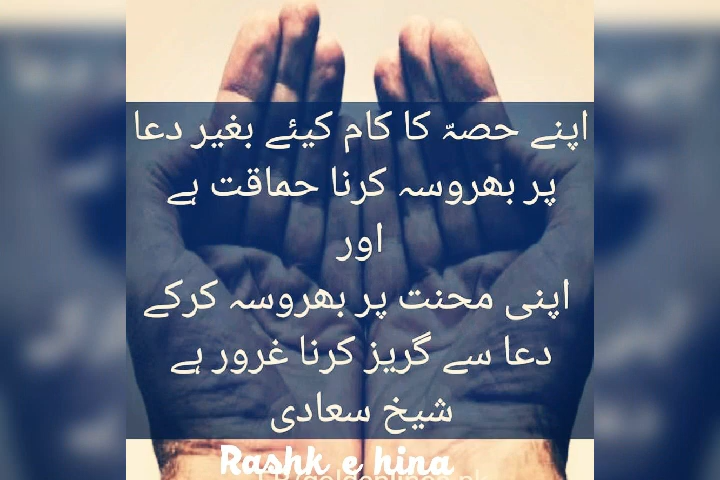 اپنے حصہّ کا کام کیئے بغیر دعا
پر بھروسہ کرنا حماقت ہے
اور
اپنی محنت پر بھروسہ کرکے
دعا سے گریز کرنا غرور ہے
شیخ سعادی
Rashk e hina